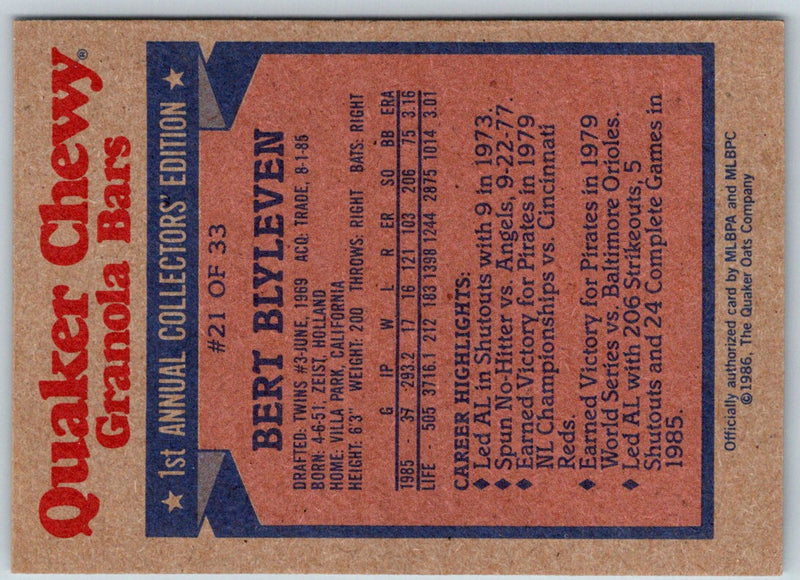 Quaker Chewy®
Granola Bars
★ 1st ANNUAL COLLECTORS' EDITION ★
#21 OF 33
BERT BLYLEVEN
DRAFTED: TWINS #3-JUNE, 1969 ACQ: TRADE, 8-1-85
BORN: 4-6-51, ZEIST, HOLLAND
HOME: VILLA PARK, CALIFORNIA
HEIGHT: 6'3" WEIGHT: 200 THROWS: RIGHT BATS: RIGHT
G IP W L R ER SO BB ERA
1985 - 37 293.2 17 16 121 103 206 75 3.16
LIFE - 505 3716.1 212 183 1398 1244 2875 1014 3.01
CAREER HIGHLIGHTS:
♦ Led AL in Shutouts with 9 in 1973.
♦ Spun No-Hitter vs. Angels, 9-22-77.
♦ Earned Victory for Pirates in 1979
NL Championships vs. Cincinnati
Reds.
♦ Earned Victory for Pirates in 1979
World Series vs. Baltimore Orioles.
♦ Led AL with 206 Strikeouts, 5
Shutouts and 24 Complete Games in
1985.
Officially authorized card by MLBPA and MLBPC
©1986, The Quaker Oats Company